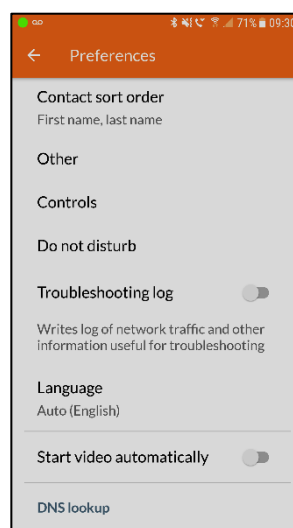 71% 09:30
Preferences
Contact sort order
First name, last name
Other
Controls
Do not disturb
Troubleshooting log
Writes log of network traffic and other
information useful for troubleshooting
Language
Auto (English)
Start video automatically
DNS lookup